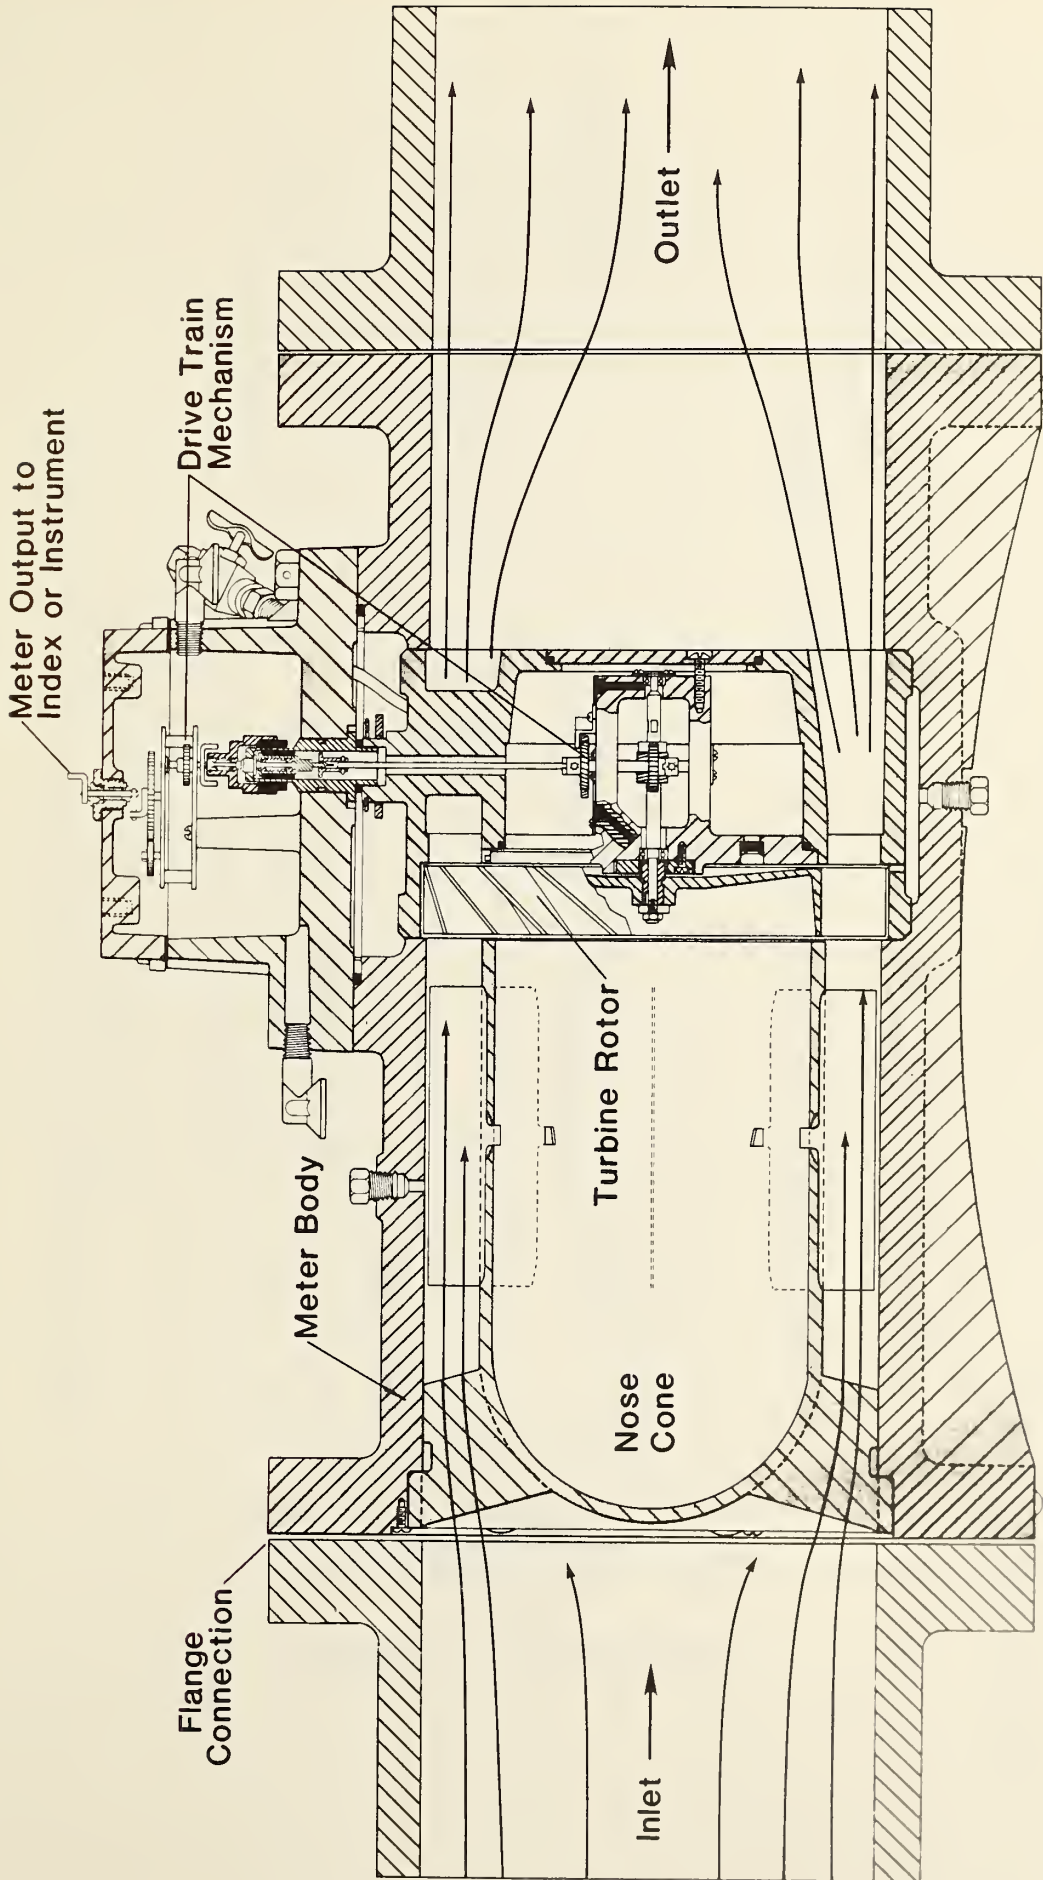 Meter Output to
Index or Instrument
Drive Train
Mechanism
Outlet
Turbine Rotor
Meter Body
Nose
Cone
Flange
Connection
Inlet